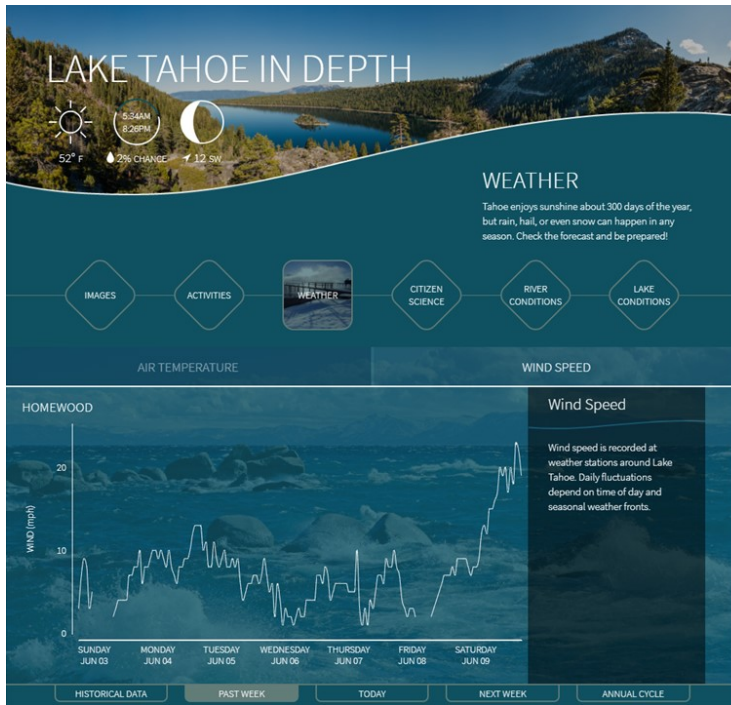 LAKE TAHOE IN DEPTH
5:34AM
8:26PM
52° F
2% CHANCE
12 SW
WEATHER
Tahoe enjoys sunshine about 300 days of the year,
but rain, hail, or even snow can happen in any
season. Check the forecast and be prepared!
IMAGES
ACTIVITIES
WEATHER
CITIZEN
SCIENCE
RIVER
CONDITIONS
LAKE
CONDITIONS
AIR TEMPERATURE
WIND SPEED
HOMEWOOD
Wind Speed
Wind speed is recorded at
weather stations around Lake
Tahoe. Daily fluctuations
depend on time of day and
seasonal weather fronts.
WIND (mph)
20
10
0
SUNDAY
JUN 03
MONDAY
JUN 04
TUESDAY
JUN 05
WEDNESDAY
JUN 06
THURSDAY
JUN 07
FRIDAY
JUN 08
SATURDAY
JUN 09
HISTORICAL DATA
PAST WEEK
TODAY
NEXT WEEK
ANNUAL CYCLE